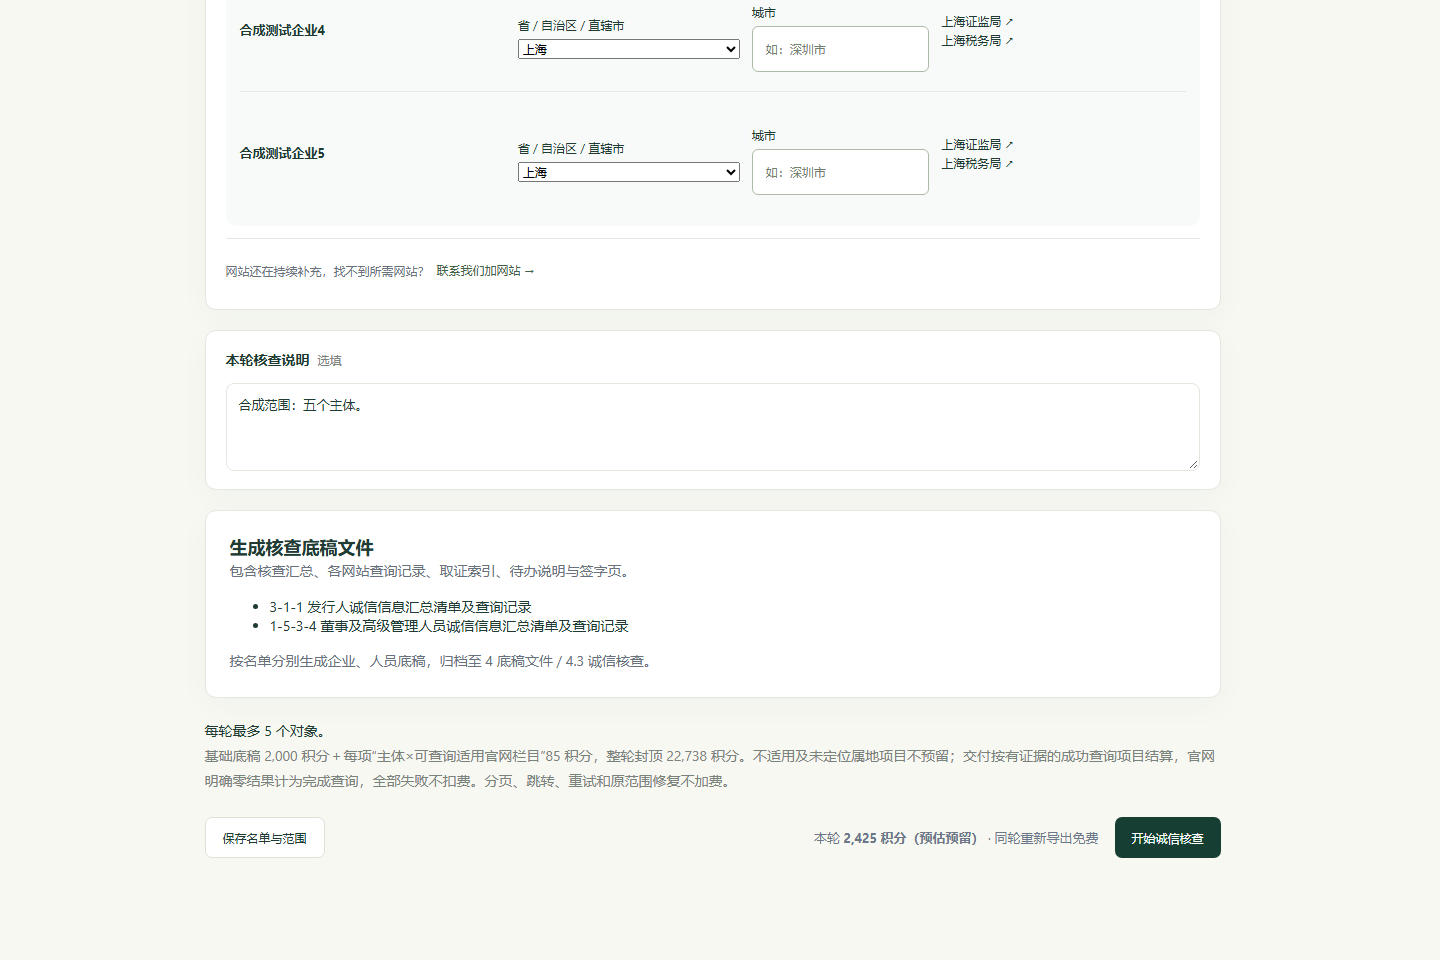 城市
合成测试企业4
省 / 自治区 / 直辖市
上海
如：深圳市
上海证监局 ↗
上海税务局 ↗
城市
合成测试企业5
省 / 自治区 / 直辖市
上海
如：深圳市
上海证监局 ↗
上海税务局 ↗
网站还在持续补充，找不到所需网站？ 联系我们加网站 →
本轮核查说明 选填
合成范围：五个主体。
生成核查底稿文件
包含核查汇总、各网站查询记录、取证索引、待办说明与签字页。
• 3-1-1 发行人诚信信息汇总清单及查询记录
• 1-5-3-4 董事及高级管理人员诚信信息汇总清单及查询记录
按名单分别生成企业、人员底稿，归档至 4 底稿文件 / 4.3 诚信核查。
每轮最多 5 个对象。
基础底稿 2,000 积分 + 每项“主体×可查询适用官网栏目”85 积分，整轮封顶 22,738 积分。不适用及未定位属地项目不预留；交付按有证据的成功查询项目结算，官网
明确零结果计为完成查询，全部失败不扣费。分页、跳转、重试和原范围修复不加费。
保存名单与范围
本轮 2,425 积分（预估预留） · 同轮重新导出免费
开始诚信核查